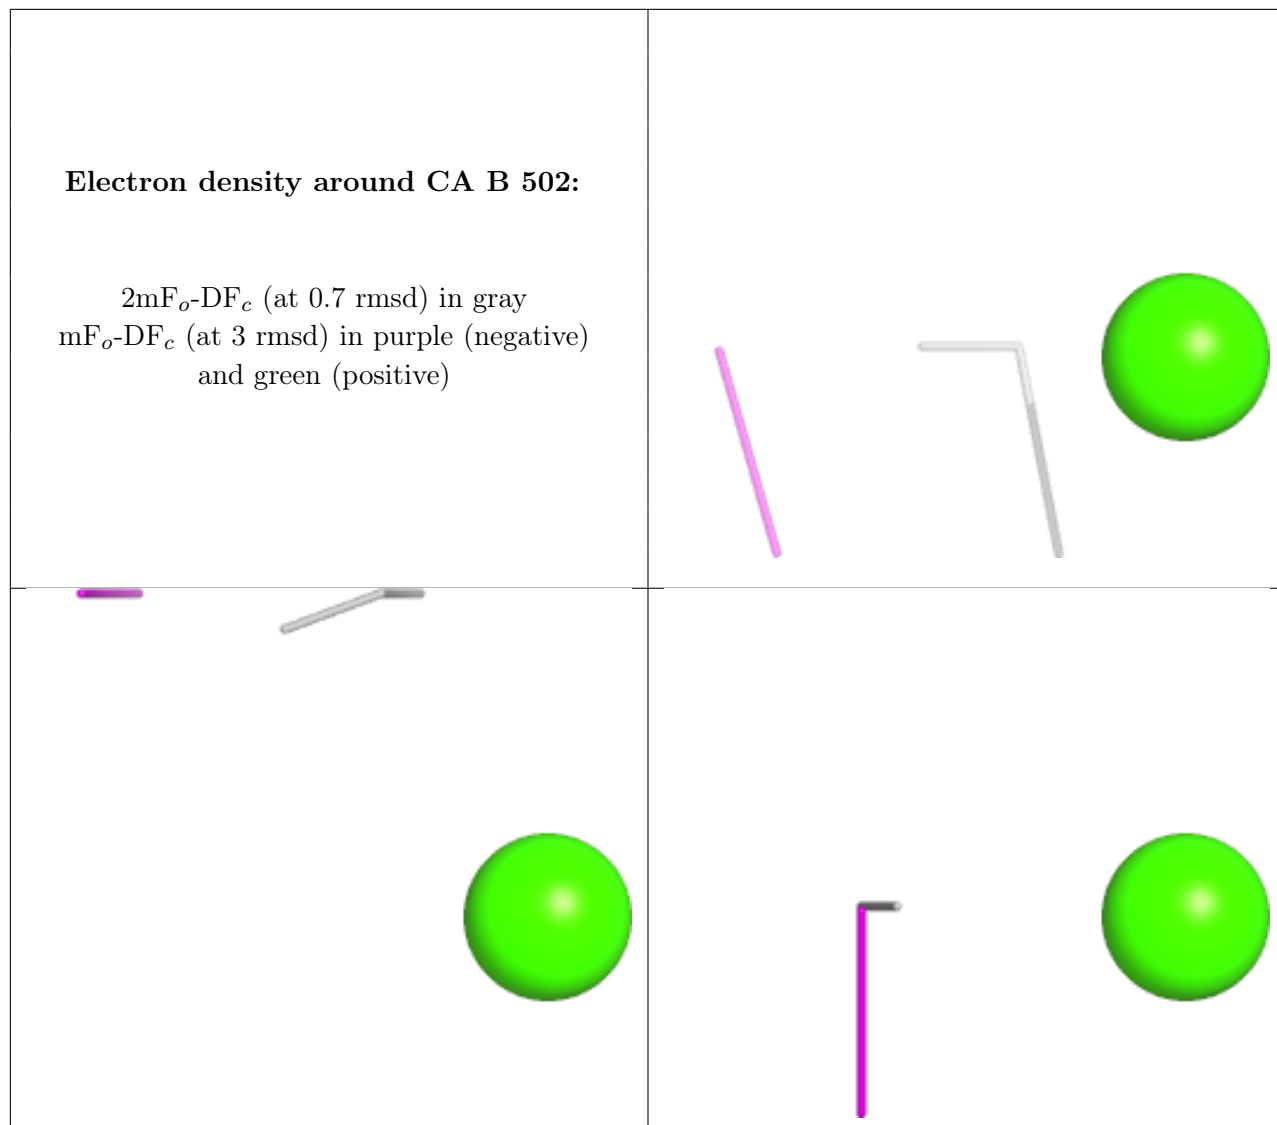 Electron density around CA B 502:
2mFo-DFc (at 0.7 rmsd) in gray
mFo-DFc (at 3 rmsd) in purple (negative)
and green (positive)